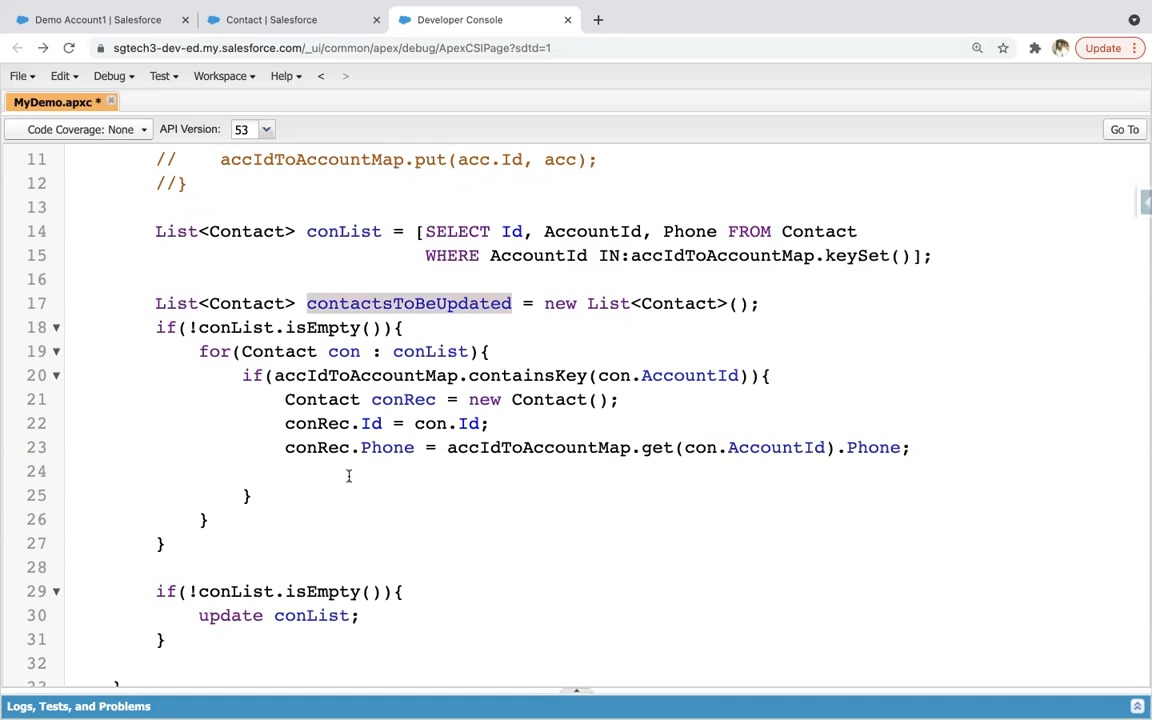 Demo Account1 | Salesforce
Contact | Salesforce
Developer Console
sgtech3-dev-ed.my.salesforce.com/_ui/common/apex/debug/ApexCSIPage?sdtd=1
Update
File Edit Debug Test Workspace Help < >
MyDemo.apxc *
Code Coverage: None API Version: 53 Go To
11 // accIdToAccountMap.put(acc.Id, acc);
12 //}
13
14 List<Contact> conList = [SELECT Id, AccountId, Phone FROM Contact
15 WHERE AccountId IN:accIdToAccountMap.keySet()];
16
17 List<Contact> contactsToBeUpdated = new List<Contact>();
18 if(!conList.isEmpty()){
19 for(Contact con : conList){
20 if(accIdToAccountMap.containsKey(con.AccountId)){
21 Contact conRec = new Contact();
22 conRec.Id = con.Id;
23 conRec.Phone = accIdToAccountMap.get(con.AccountId).Phone;
24
25 }
26 }
27 }
28
29 if(!conList.isEmpty()){
30 update conList;
31 }
32
Logs, Tests, and Problems